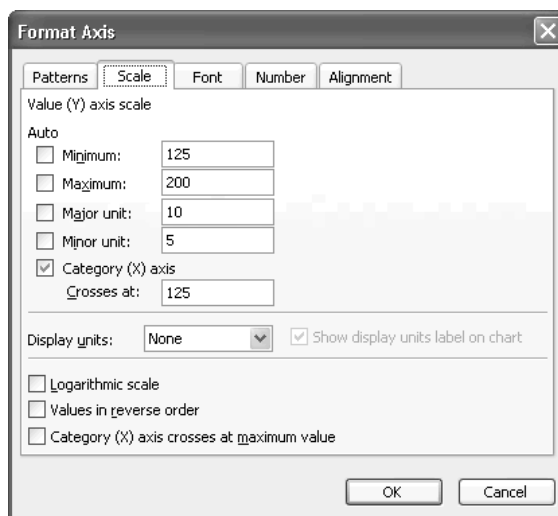 Format Axis
Patterns Scale Font Number Alignment
Value (Y) axis scale
Auto
Minimum: 125
Maximum: 200
Major unit: 10
Minor unit: 5
Category (X) axis
Crosses at: 125
Display units: None Show display units label on chart
Logarithmic scale
Values in reverse order
Category (X) axis crosses at maximum value
OK Cancel